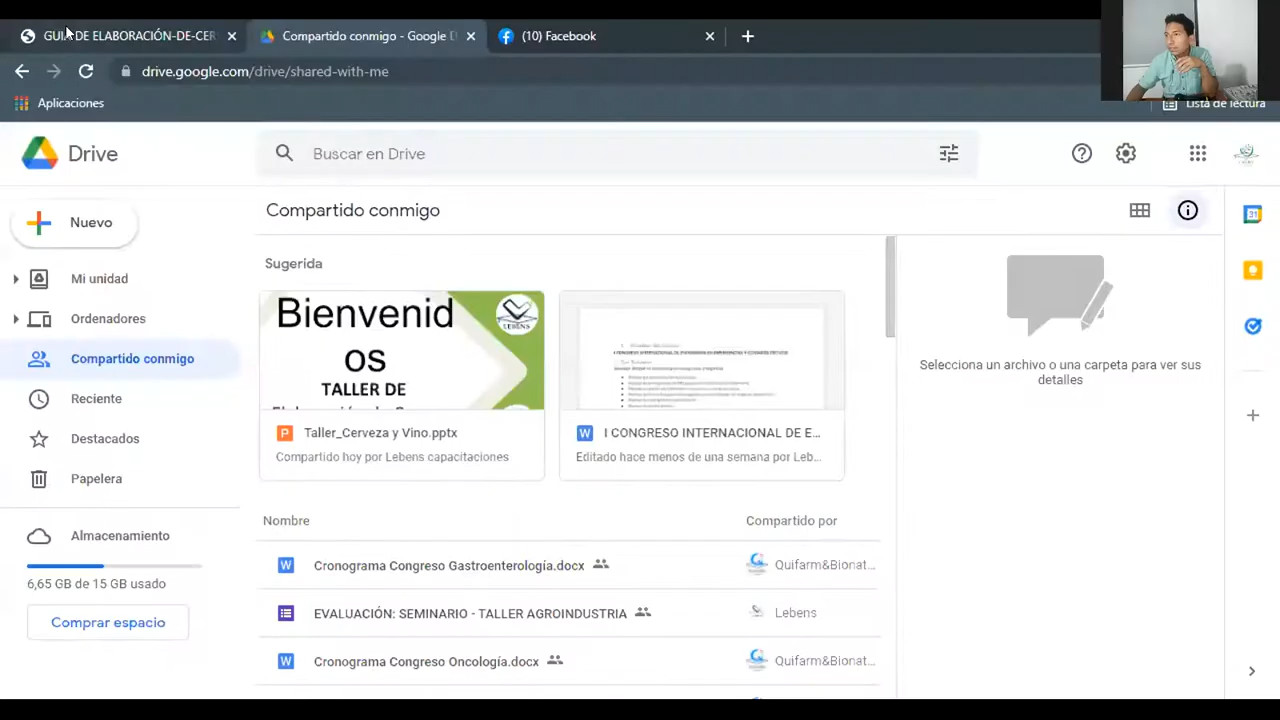 GUÍA DE ELABORACIÓN-DE-CER
Compartido conmigo - Google D
(10) Facebook
drive.google.com/drive/shared-with-me
Aplicaciones
Lista de lectura
Drive
Buscar en Drive
Nuevo
Mi unidad
Ordenadores
Compartido conmigo
Reciente
Destacados
Papelera
Almacenamiento
6,65 GB de 15 GB usado
Comprar espacio
Compartido conmigo
Sugerida
Bienvenid
OS
TALLER DE
LEBENS
Taller_Cerveza y Vino.pptx
Compartido hoy por Lebens capacitaciones
I CONGRESO INTERNACIONAL DE E...
Editado hace menos de una semana por Leb...
Nombre
Compartido por
Cronograma Congreso Gastroenterología.docx
Quifarm&Bionat...
EVALUACIÓN: SEMINARIO - TALLER AGROINDUSTRIA
Lebens
Cronograma Congreso Oncología.docx
Quifarm&Bionat...
Selecciona un archivo o una carpeta para ver sus
detalles
31